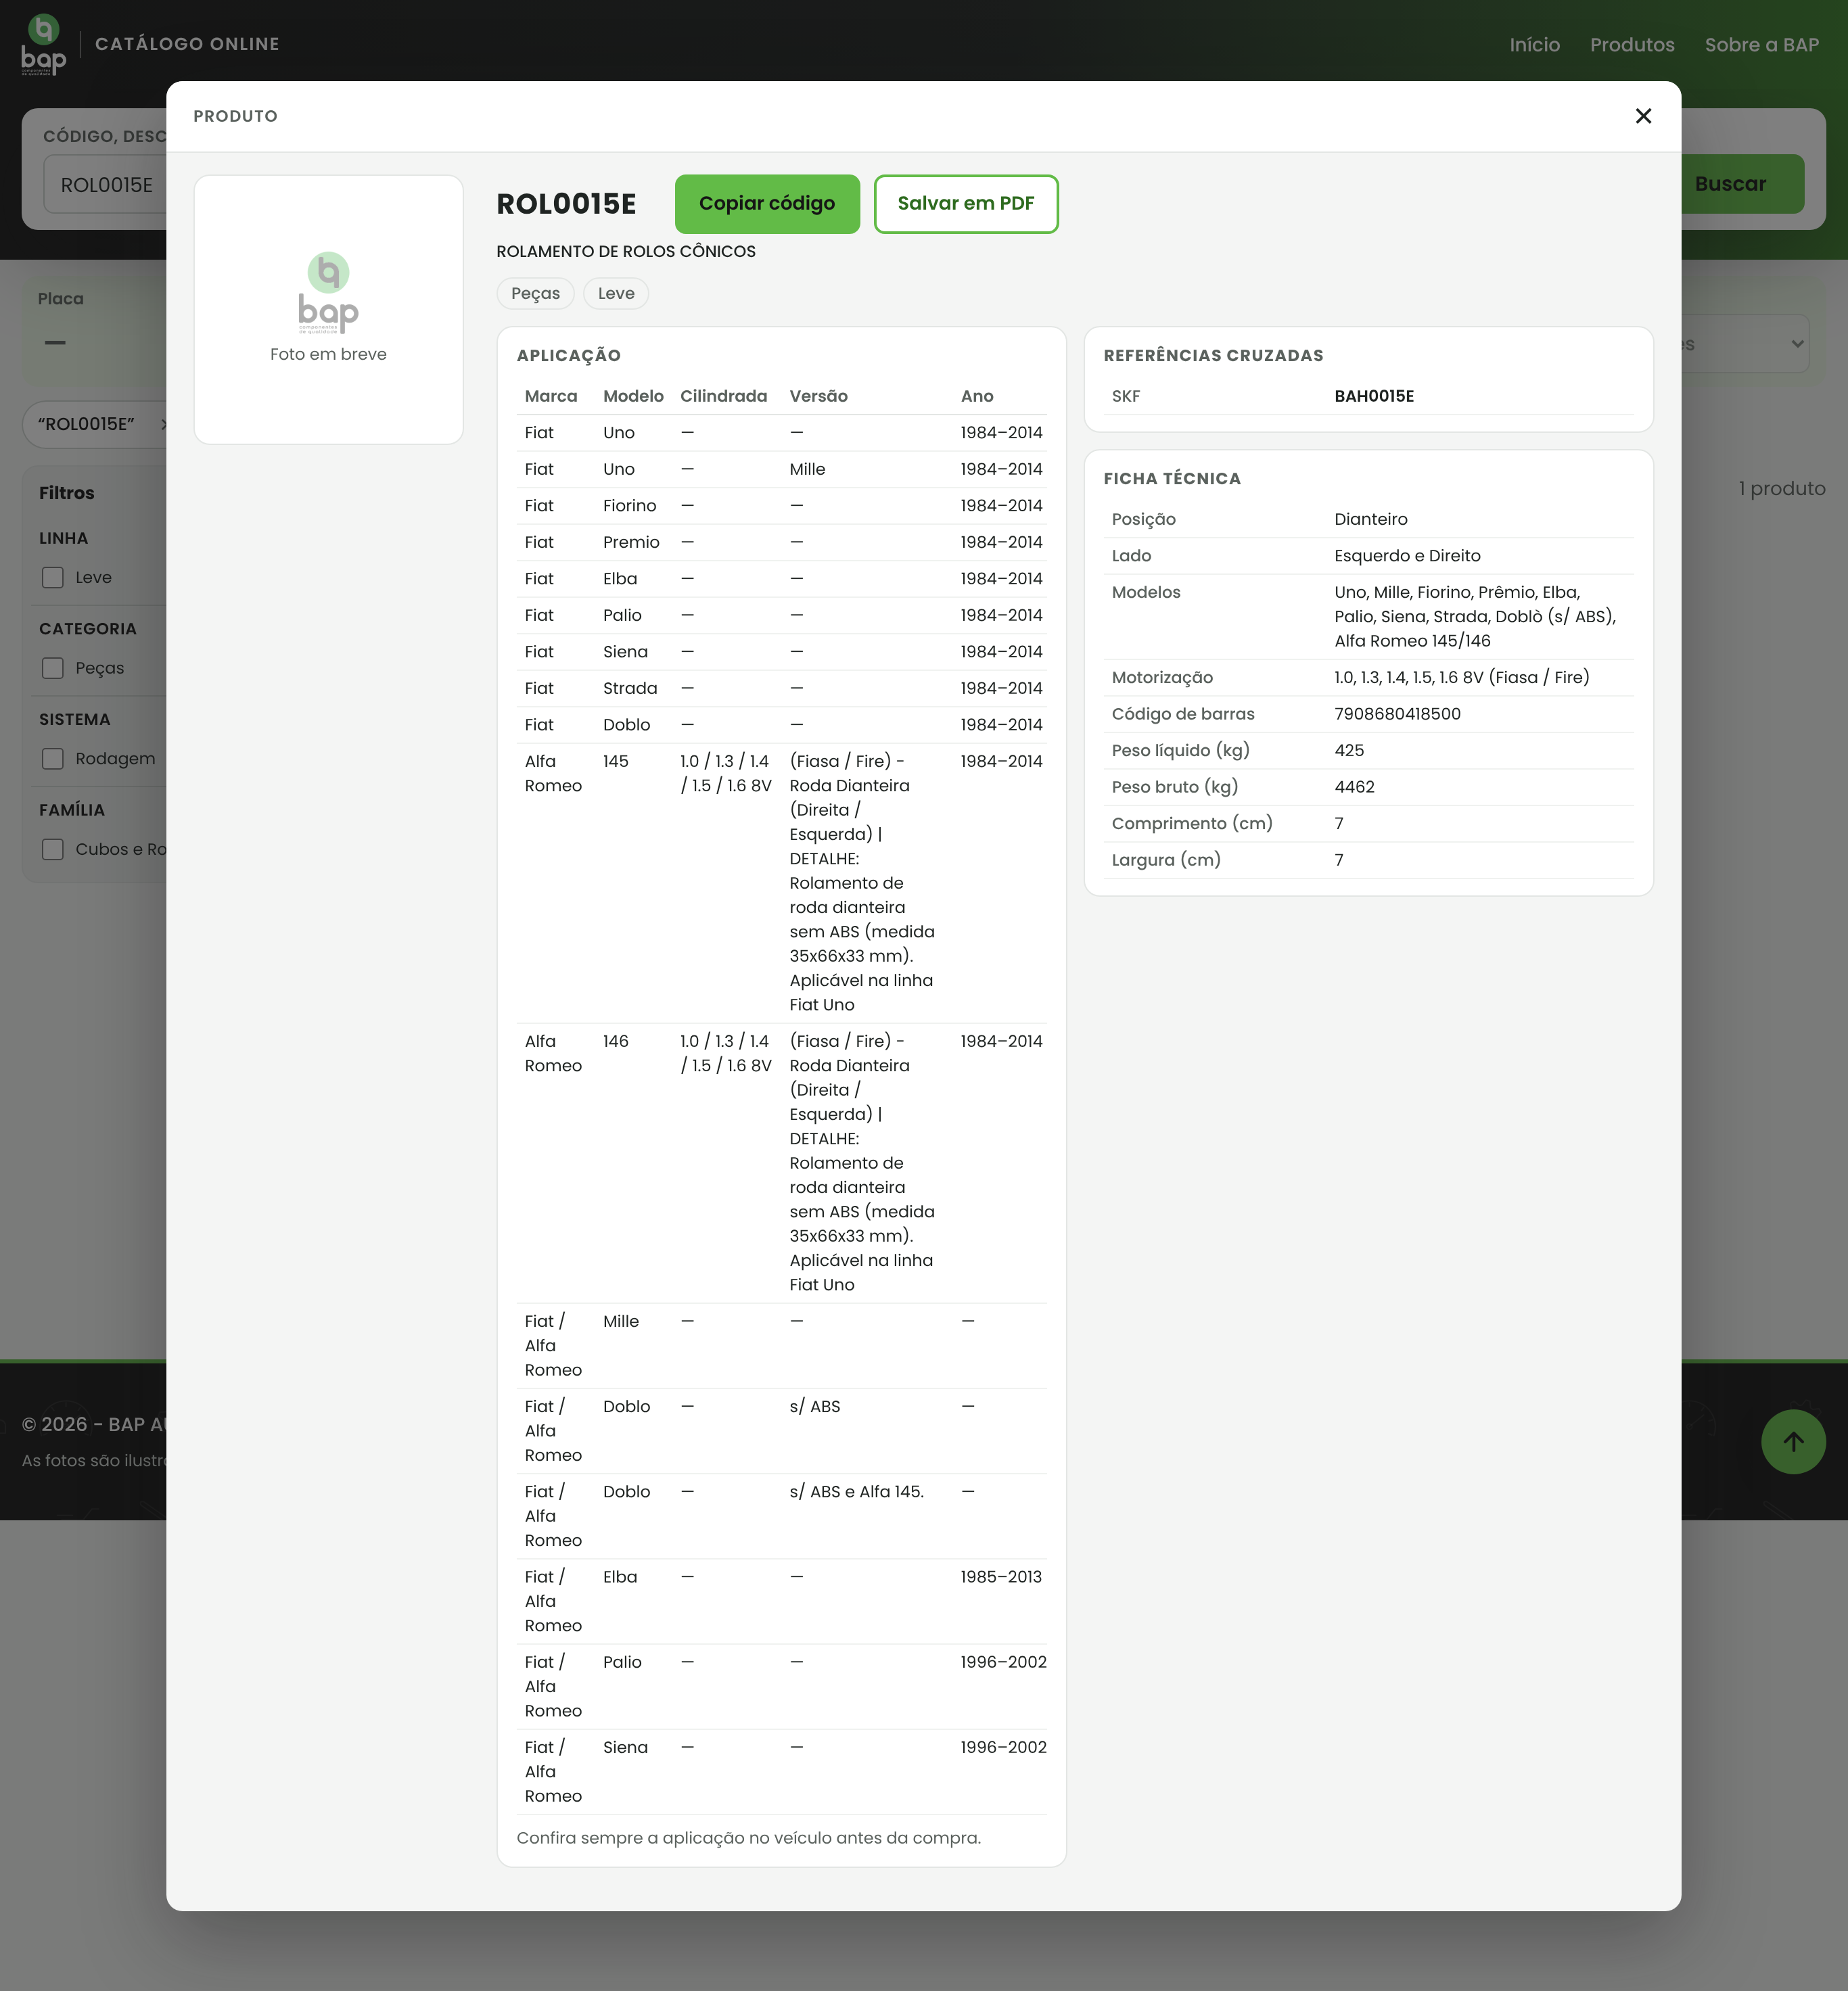 bap
componentes
de qualidade
CATÁLOGO ONLINE
Início
Produtos
Sobre a BAP
CÓDIGO, DESC
ROL0015E
Buscar
Placa
—
es
“ROL0015E”
1 produto
Filtros
LINHA
Leve
CATEGORIA
Peças
SISTEMA
Rodagem
FAMÍLIA
Cubos e Ro
PRODUTO
bap
componentes
de qualidade
Foto em breve
ROL0015E
Copiar código
Salvar em PDF
ROLAMENTO DE ROLOS CÔNICOS
Peças
Leve
APLICAÇÃO
Marca Modelo Cilindrada Versão Ano
Fiat Uno — — 1984–2014
Fiat Uno — Mille 1984–2014
Fiat Fiorino — — 1984–2014
Fiat Premio — — 1984–2014
Fiat Elba — — 1984–2014
Fiat Palio — — 1984–2014
Fiat Siena — — 1984–2014
Fiat Strada — — 1984–2014
Fiat Doblo — — 1984–2014
Alfa 145 1.0 / 1.3 / 1.4 (Fiasa / Fire) - 1984–2014
Romeo / 1.5 / 1.6 8V Roda Dianteira
(Direita /
Esquerda) |
DETALHE:
Rolamento de
roda dianteira
sem ABS (medida
35x66x33 mm).
Aplicável na linha
Fiat Uno
Alfa 146 1.0 / 1.3 / 1.4 (Fiasa / Fire) - 1984–2014
Romeo / 1.5 / 1.6 8V Roda Dianteira
(Direita /
Esquerda) |
DETALHE:
Rolamento de
roda dianteira
sem ABS (medida
35x66x33 mm).
Aplicável na linha
Fiat Uno
Fiat / Mille — — —
Alfa
Romeo
Fiat / Doblo — s/ ABS —
Alfa
Romeo
Fiat / Doblo — s/ ABS e Alfa 145. —
Alfa
Romeo
Fiat / Elba — — 1985–2013
Alfa
Romeo
Fiat / Palio — — 1996–2002
Alfa
Romeo
Fiat / Siena — — 1996–2002
Alfa
Romeo
Confira sempre a aplicação no veículo antes da compra.
REFERÊNCIAS CRUZADAS
SKF BAH0015E
FICHA TÉCNICA
Posição Dianteiro
Lado Esquerdo e Direito
Modelos Uno, Mille, Fiorino, Prêmio, Elba,
Palio, Siena, Strada, Doblò (s/ ABS),
Alfa Romeo 145/146
Motorização 1.0, 1.3, 1.4, 1.5, 1.6 8V (Fiasa / Fire)
Código de barras 7908680418500
Peso líquido (kg) 425
Peso bruto (kg) 4462
Comprimento (cm) 7
Largura (cm) 7
© 2026 - BAP A
As fotos são ilustr